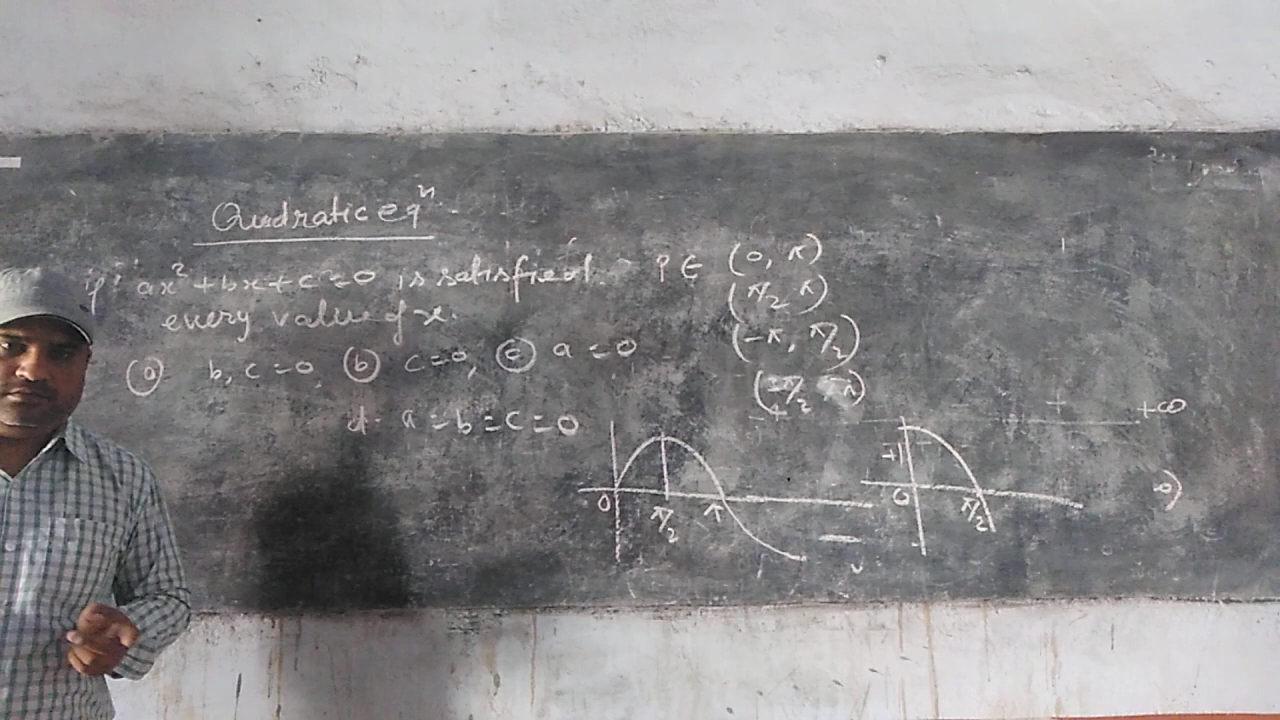 Quadratic eqⁿ.
if ax²+bx+c=0 is satisfied
every value of x.
ⓐ b, c=0, ⓑ c=0, ⓒ a=0
d. a=b=c=0
P ∈ (0, π)
(π/2 π)
(-π, π/2)
+ +∞
0 π/2 π
+1 0 π/2
∞)